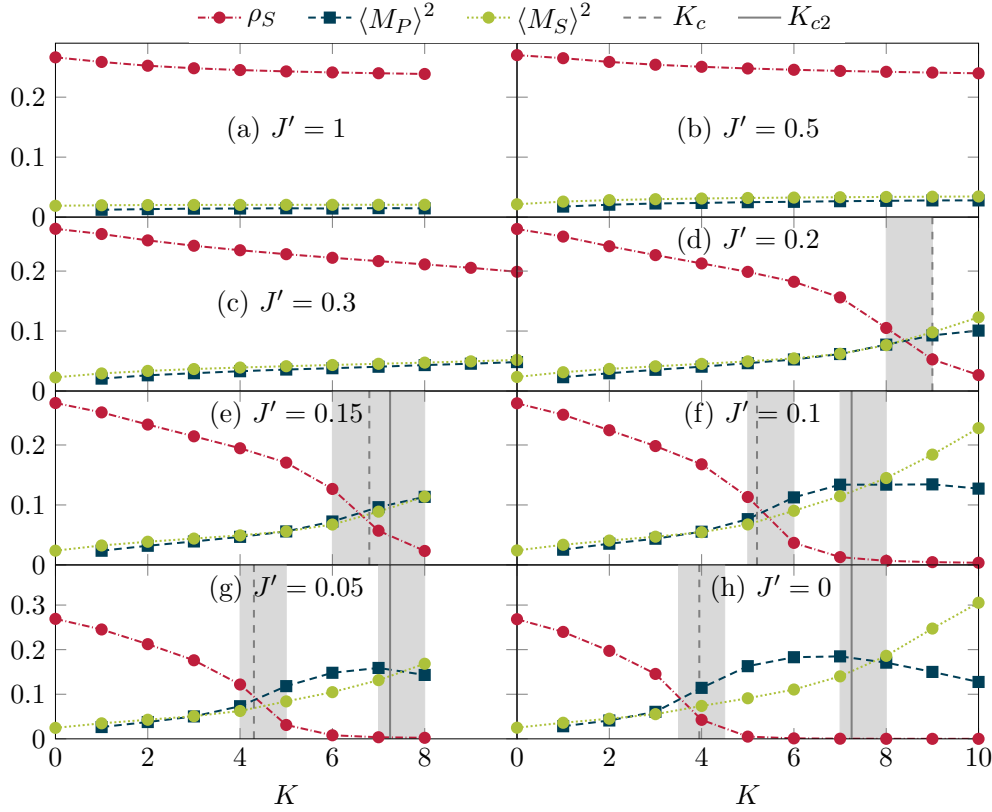 ρ_S ⟨M_P⟩² ⟨M_S⟩² K_c K_{c2}
0.2
0.1
0
(a) J′ = 1
(b) J′ = 0.5
0.2
0.1
0
(c) J′ = 0.3
(d) J′ = 0.2
0.2
0.1
0
(e) J′ = 0.15
(f) J′ = 0.1
0.3
0.2
0.1
0
(g) J′ = 0.05
(h) J′ = 0
0 2 4 6 8 0 2 4 6 8 10
K K